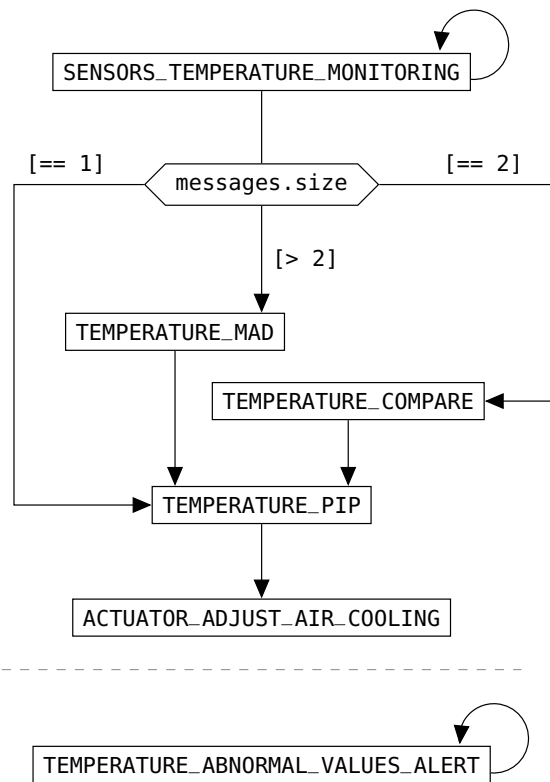 SENSORS_TEMPERATURE_MONITORING
[== 1]
messages.size
[== 2]
[> 2]
TEMPERATURE_MAD
TEMPERATURE_COMPARE
TEMPERATURE_PIP
ACTUATOR_ADJUST_AIR_COOLING
TEMPERATURE_ABNORMAL_VALUES_ALERT